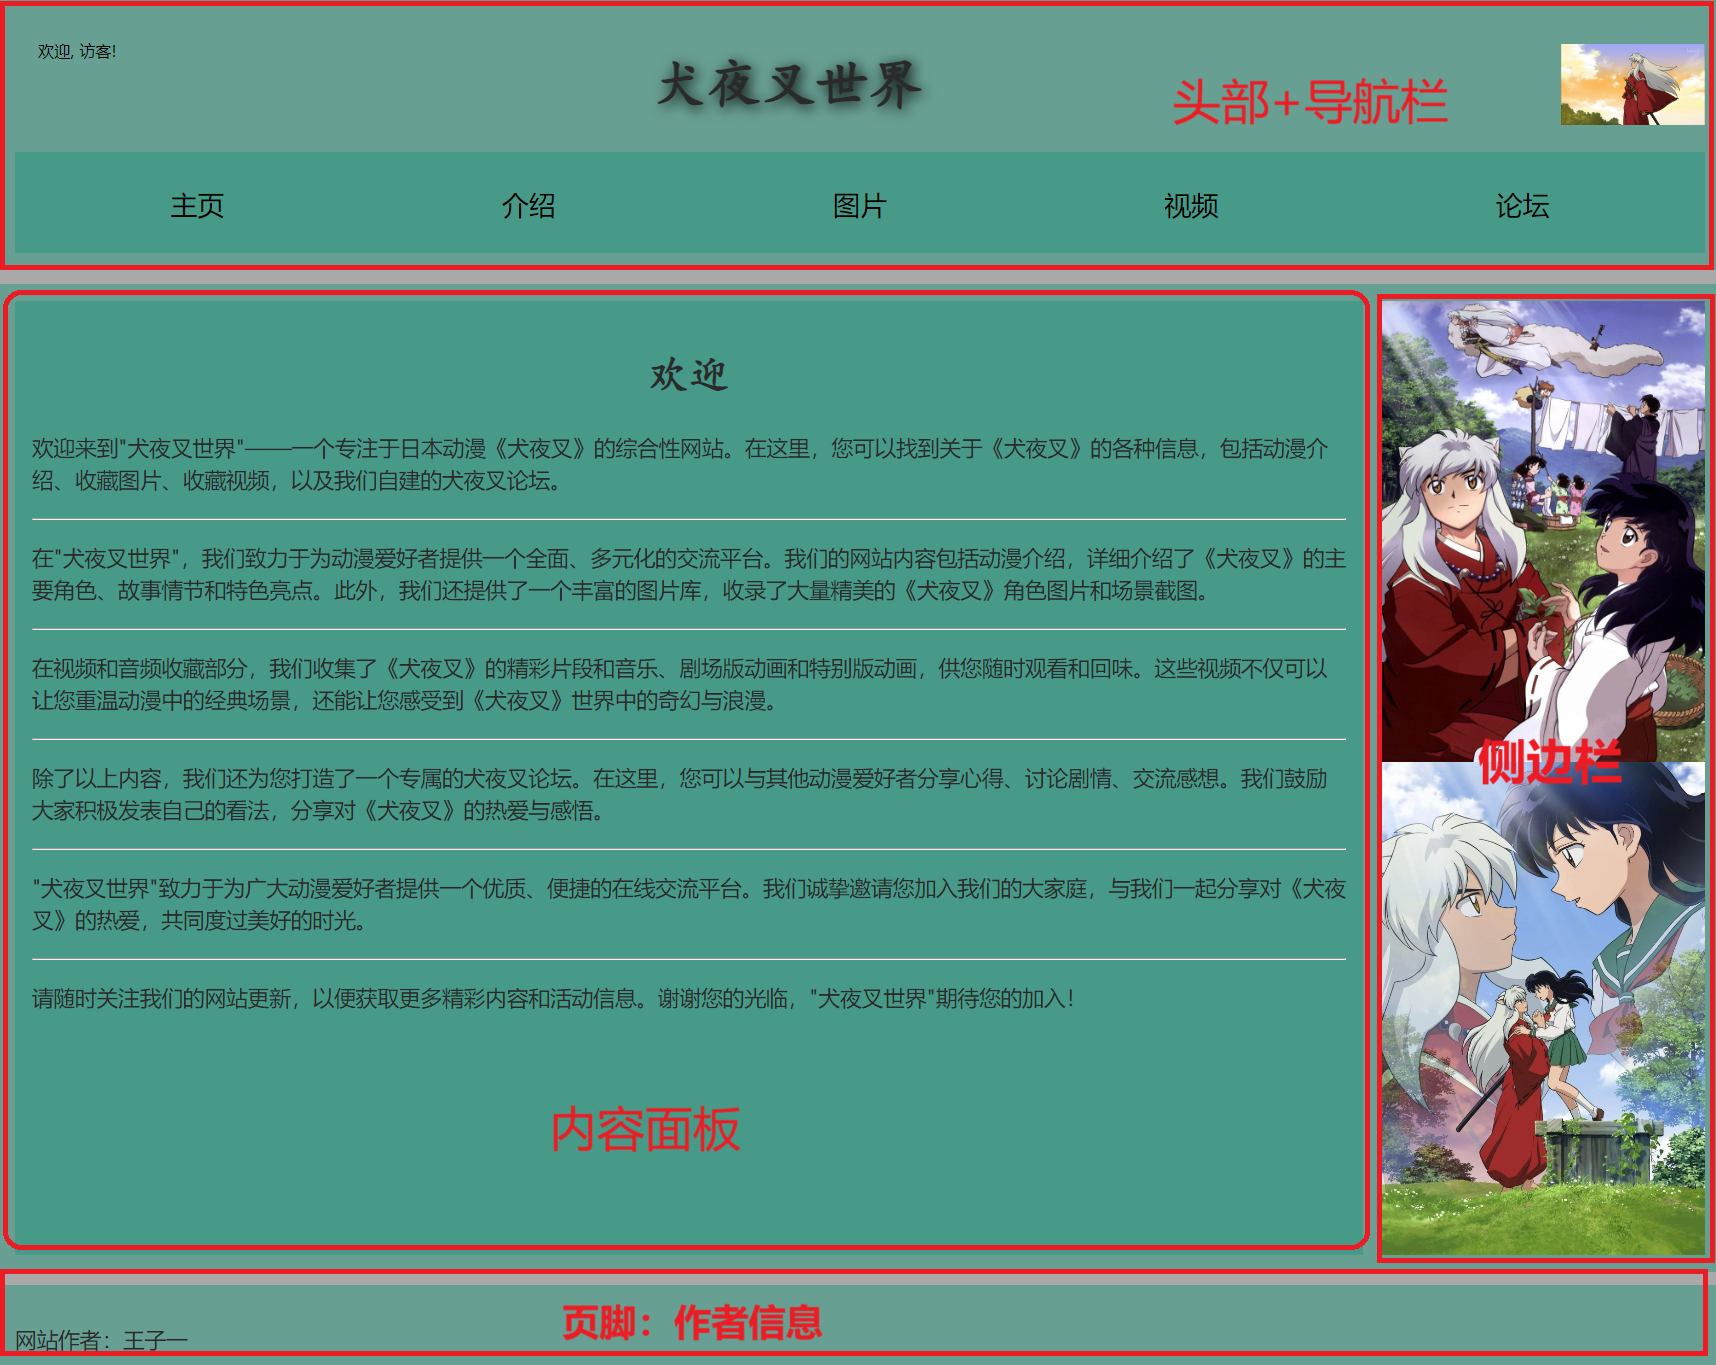 欢迎, 访客!
犬夜叉世界
头部+导航栏
主页
介绍
图片
视频
论坛
欢迎
欢迎来到"犬夜叉世界"——一个专注于日本动漫《犬夜叉》的综合性网站。在这里，您可以找到关于《犬夜叉》的各种信息，包括动漫介
绍、收藏图片、收藏视频，以及我们自建的犬夜叉论坛。
在"犬夜叉世界"，我们致力于为动漫爱好者提供一个全面、多元化的交流平台。我们的网站内容包括动漫介绍，详细介绍了《犬夜叉》的主
要角色、故事情节和特色亮点。此外，我们还提供了一个丰富的图片库，收录了大量精美的《犬夜叉》角色图片和场景截图。
在视频和音频收藏部分，我们收集了《犬夜叉》的精彩片段和音乐、剧场版动画和特别版动画，供您随时观看和回味。这些视频不仅可以
让您重温动漫中的经典场景，还能让您感受到《犬夜叉》世界中的奇幻与浪漫。
除了以上内容，我们还为您打造了一个专属的犬夜叉论坛。在这里，您可以与其他动漫爱好者分享心得、讨论剧情、交流感想。我们鼓励
大家积极发表自己的看法，分享对《犬夜叉》的热爱与感悟。
"犬夜叉世界"致力于为广大动漫爱好者提供一个优质、便捷的在线交流平台。我们诚挚邀请您加入我们的大家庭，与我们一起分享对《犬夜
叉》的热爱，共同度过美好的时光。
请随时关注我们的网站更新，以便获取更多精彩内容和活动信息。谢谢您的光临，"犬夜叉世界"期待您的加入！
内容面板
侧边栏
页脚：作者信息
网站作者：王子一